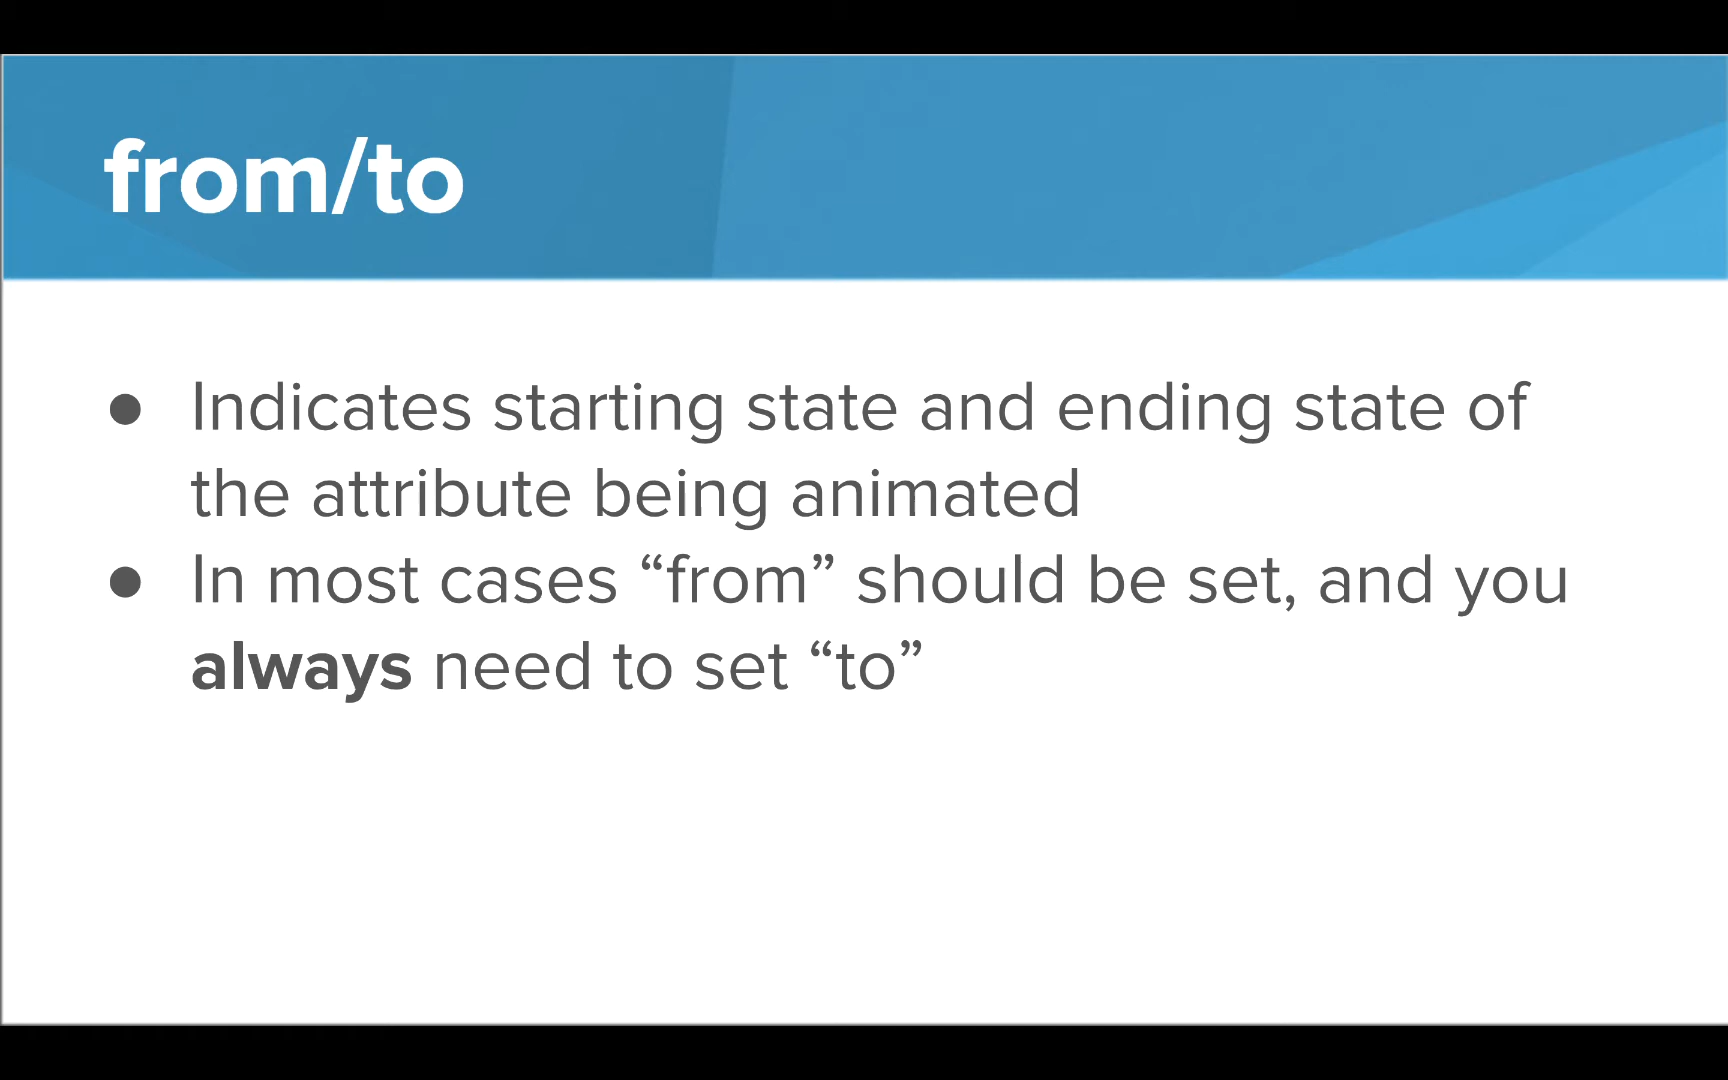 from/to
● Indicates starting state and ending state of
the attribute being animated
● In most cases “from” should be set, and you
always need to set “to”